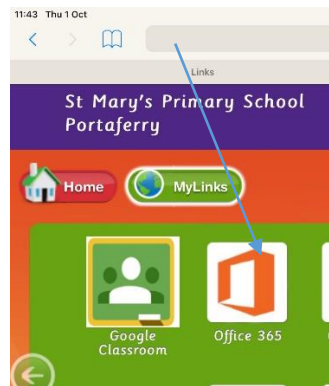 11:43 Thu 1 Oct
Links
St Mary's Primary School
Portaferry
Home
MyLinks
Google
Classroom
Office 365